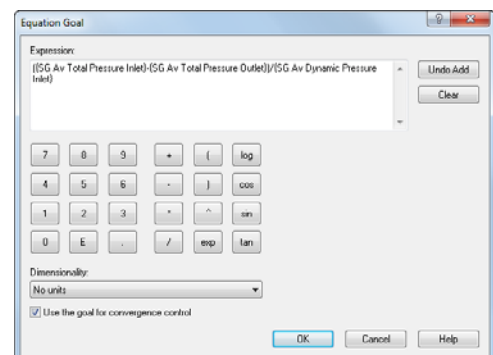 Equation Goal
Expression:
({SG Av Total Pressure Inlet}-{SG Av Total Pressure Outlet})/{SG Av Dynamic Pressure
Inlet}
Undo Add
Clear
7 8 9 + ( log
4 5 6 - ) cos
1 2 3 * ^ sin
0 E . / exp tan
Dimensionality:
No units
Use the goal for convergence control
OK Cancel Help